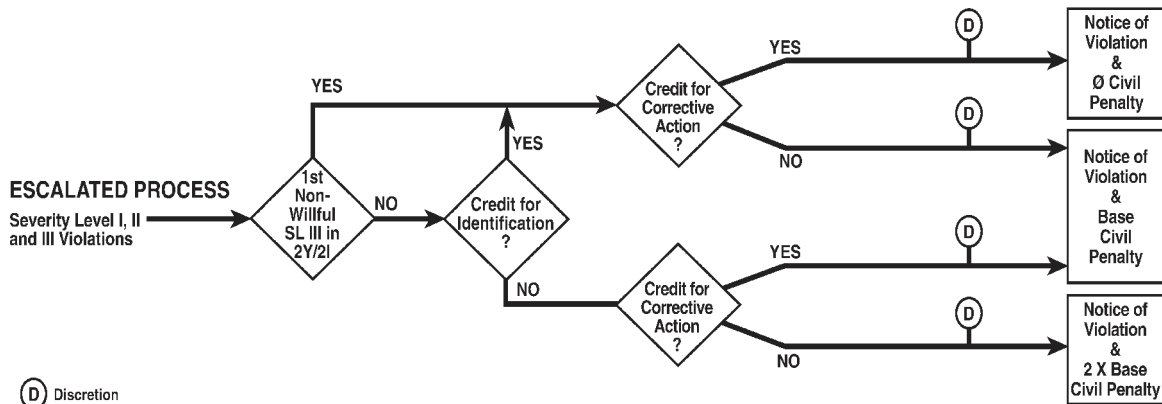 ESCALATED PROCESS
Severity Level I, II
and III Violations
1st
Non-
Willful
SL III in
2Y/2I
YES
NO
Credit for
Identification
?
YES
NO
Credit for
Corrective
Action
?
YES
D
Notice of
Violation
&
Ø Civil
Penalty
NO
D
Notice of
Violation
&
Base
Civil
Penalty
Credit for
Corrective
Action
?
YES
D
NO
D
Notice of
Violation
&
2 X Base
Civil Penalty
D Discretion